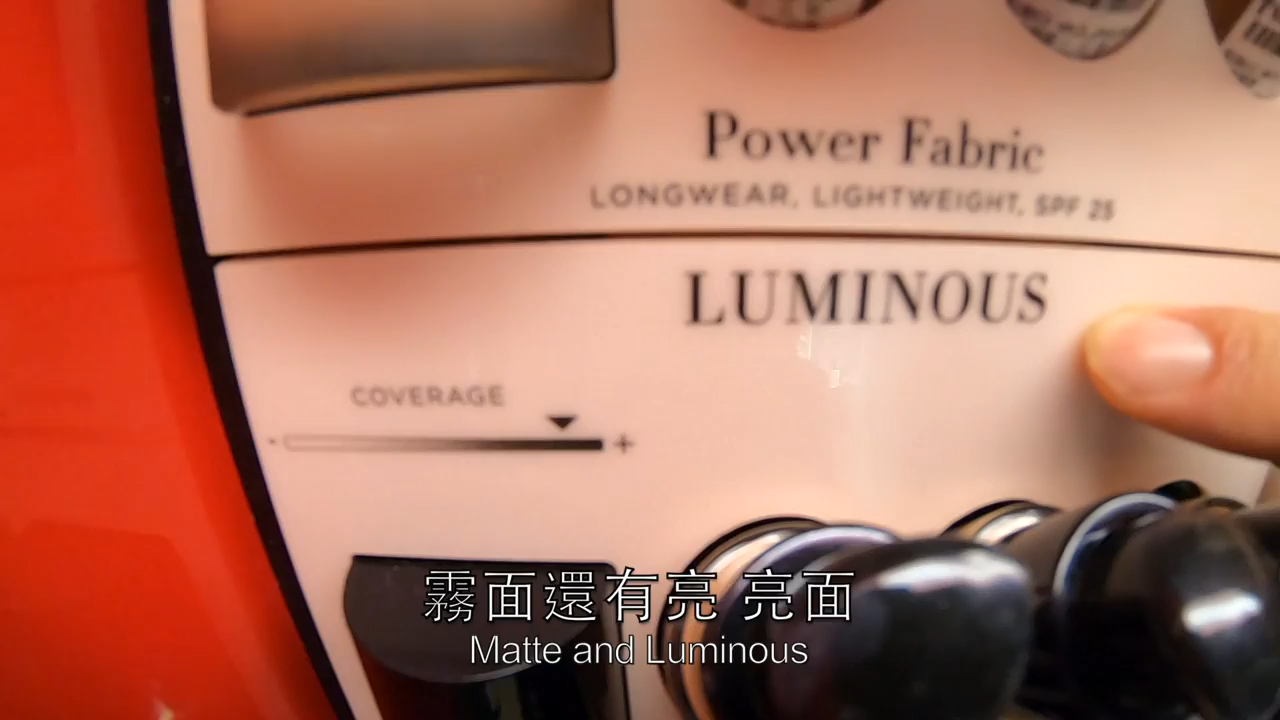 Power Fabric
LONGWEAR, LIGHTWEIGHT, SPF 25
LUMINOUS
COVERAGE
- +
霧面還有亮 亮面
Matte and Luminous